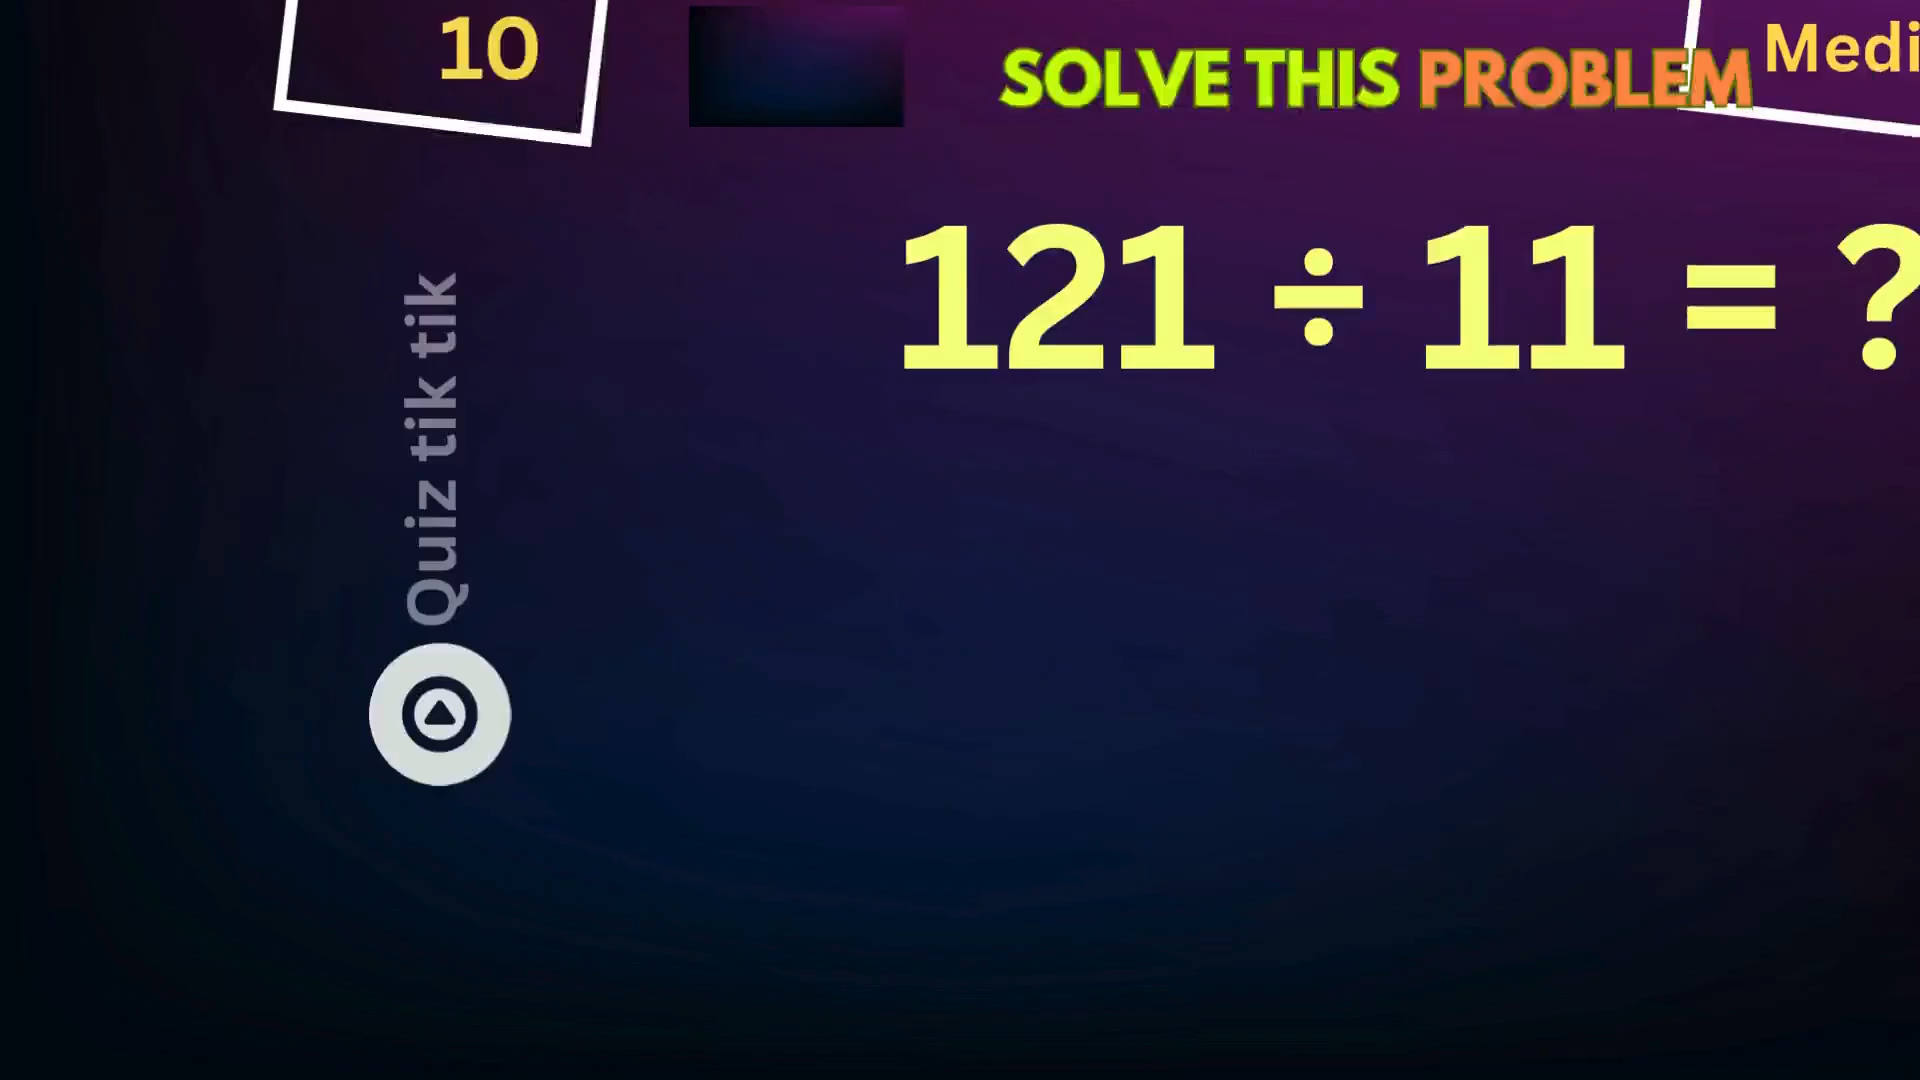 10
SOLVE THIS PROBLEM
Medi
121 ÷ 11 = ?
Quiz tik tik